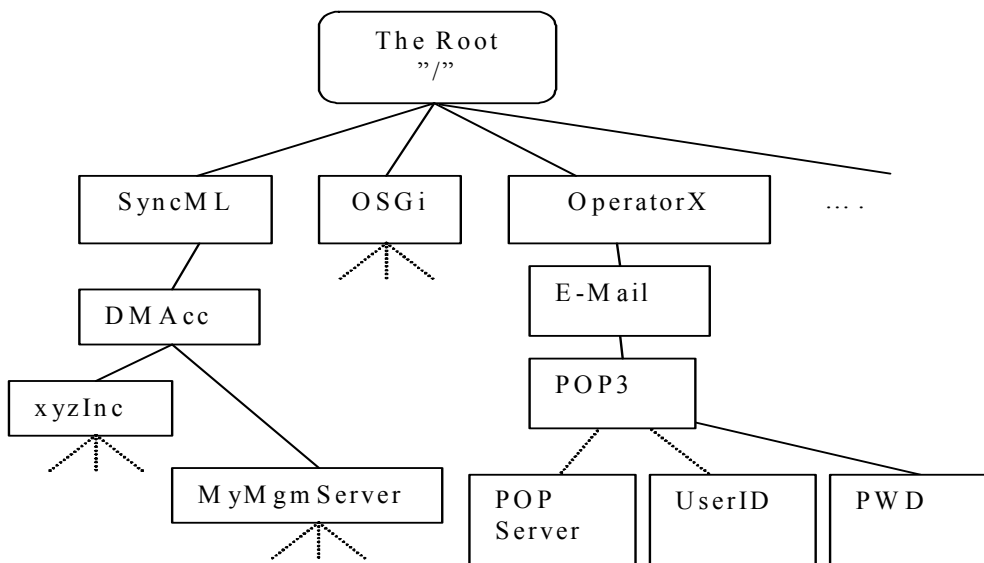 The Root
”/”
SyncML
OSGi
OperatorX
... .
DMAcc
E-Mail
xyzInc
POP3
MyMgmServer
POP
Server
UserID
PWD